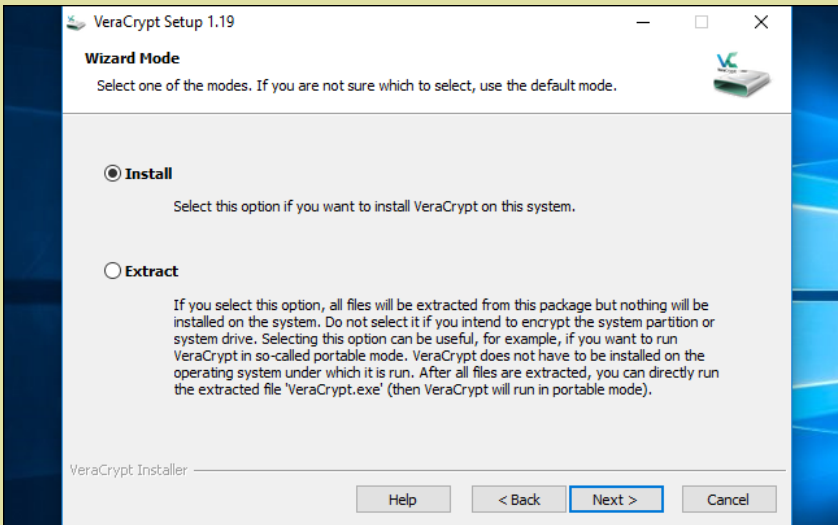 VeraCrypt Setup 1.19
Wizard Mode
Select one of the modes. If you are not sure which to select, use the default mode.
Install
Select this option if you want to install VeraCrypt on this system.
Extract
If you select this option, all files will be extracted from this package but nothing will be
installed on the system. Do not select it if you intend to encrypt the system partition or
system drive. Selecting this option can be useful, for example, if you want to run
VeraCrypt in so-called portable mode. VeraCrypt does not have to be installed on the
operating system under which it is run. After all files are extracted, you can directly run
the extracted file 'VeraCrypt.exe' (then VeraCrypt will run in portable mode).
VeraCrypt Installer
Help
< Back
Next >
Cancel